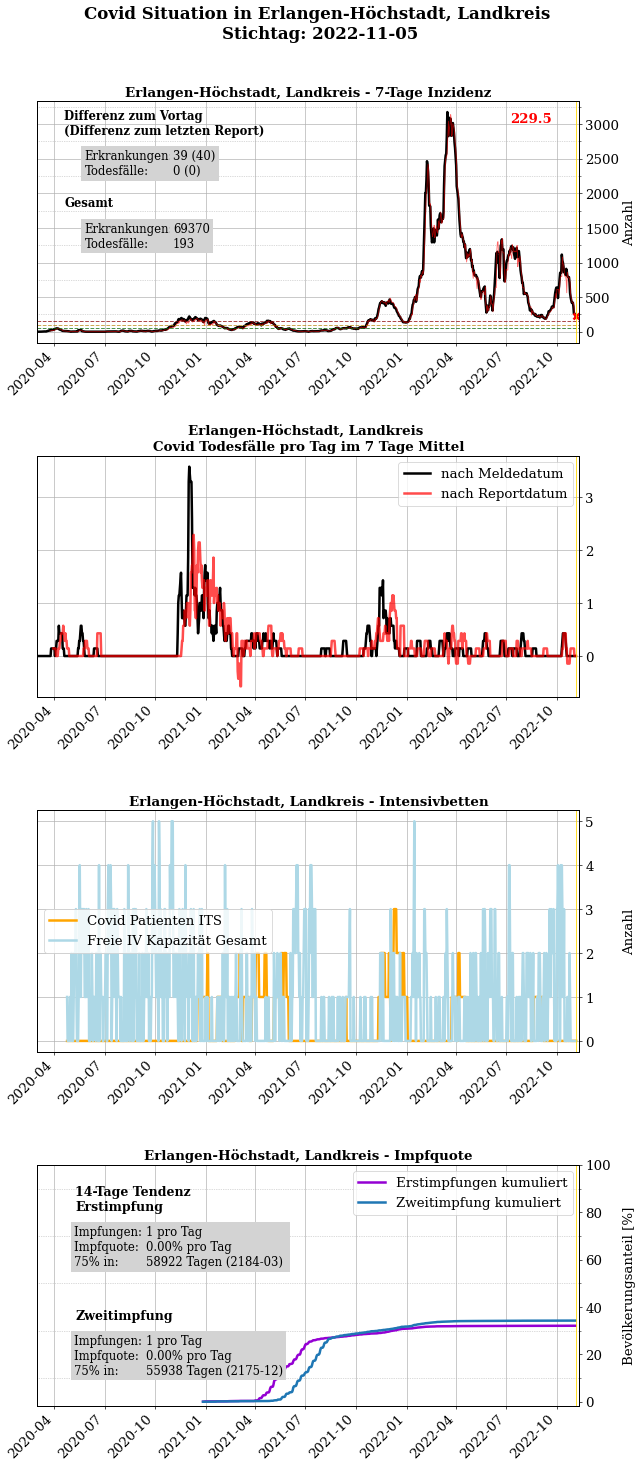 Covid Situation in Erlangen-Höchstadt, Landkreis
Stichtag: 2022-11-05
Erlangen-Höchstadt, Landkreis - 7-Tage Inzidenz
Differenz zum Vortag
(Differenz zum letzten Report)
Erkrankungen 39 (40)
Todesfälle: 0 (0)
Gesamt
Erkrankungen 69370
Todesfälle: 193
229.5
3000
2500
2000
1500
1000
500
0
Anzahl
2020-04
2020-07
2020-10
2021-01
2021-04
2021-07
2021-10
2022-01
2022-04
2022-07
2022-10
Erlangen-Höchstadt, Landkreis
Covid Todesfälle pro Tag im 7 Tage Mittel
nach Meldedatum
nach Reportdatum
3
2
1
0
2020-04
2020-07
2020-10
2021-01
2021-04
2021-07
2021-10
2022-01
2022-04
2022-07
2022-10
Erlangen-Höchstadt, Landkreis - Intensivbetten
Covid Patienten ITS
Freie IV Kapazität Gesamt
5
4
3
2
1
0
Anzahl
2020-04
2020-07
2020-10
2021-01
2021-04
2021-07
2021-10
2022-01
2022-04
2022-07
2022-10
Erlangen-Höchstadt, Landkreis - Impfquote
14-Tage Tendenz
Erstimpfung
Impfungen: 1 pro Tag
Impfquote: 0.00% pro Tag
75% in: 58922 Tagen (2184-03)
Zweitimpfung
Impfungen: 1 pro Tag
Impfquote: 0.00% pro Tag
75% in: 55938 Tagen (2175-12)
Erstimpfungen kumuliert
Zweitimpfung kumuliert
100
80
60
40
20
0
Bevölkerungsanteil [%]
2020-04
2020-07
2020-10
2021-01
2021-04
2021-07
2021-10
2022-01
2022-04
2022-07
2022-10